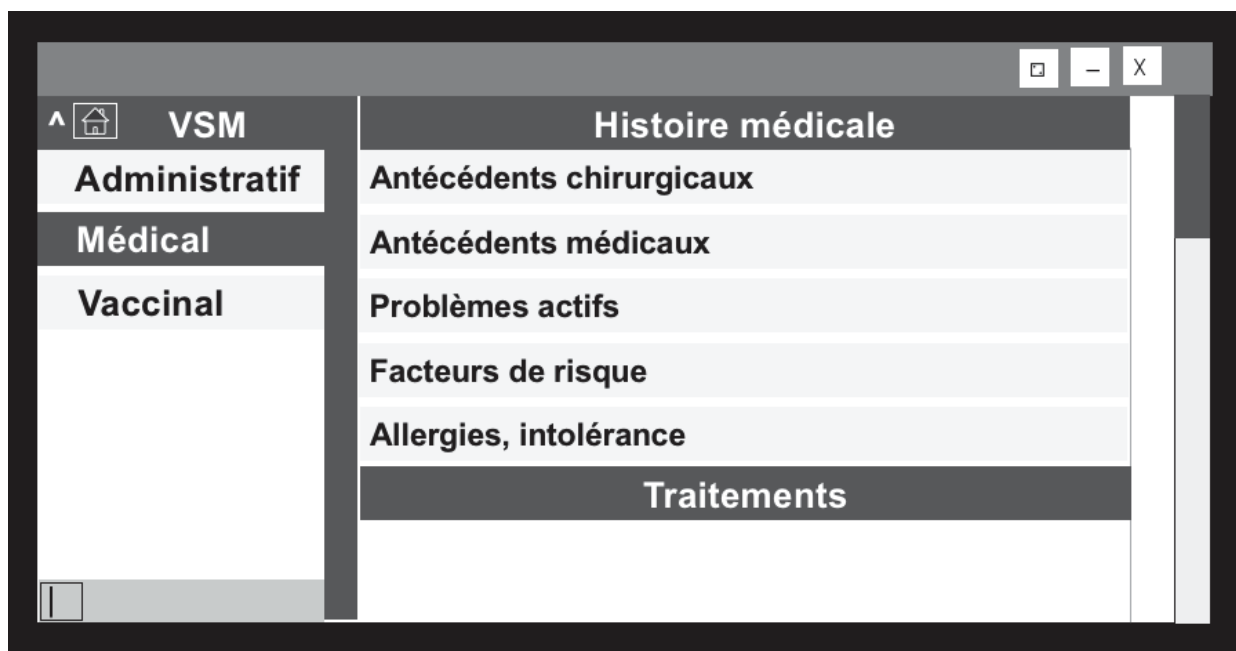 ^ VSM
Administratif
Médical
Vaccinal
X
Histoire médicale
Antécédents chirurgicaux
Antécédents médicaux
Problèmes actifs
Facteurs de risque
Allergies, intolérance
Traitements